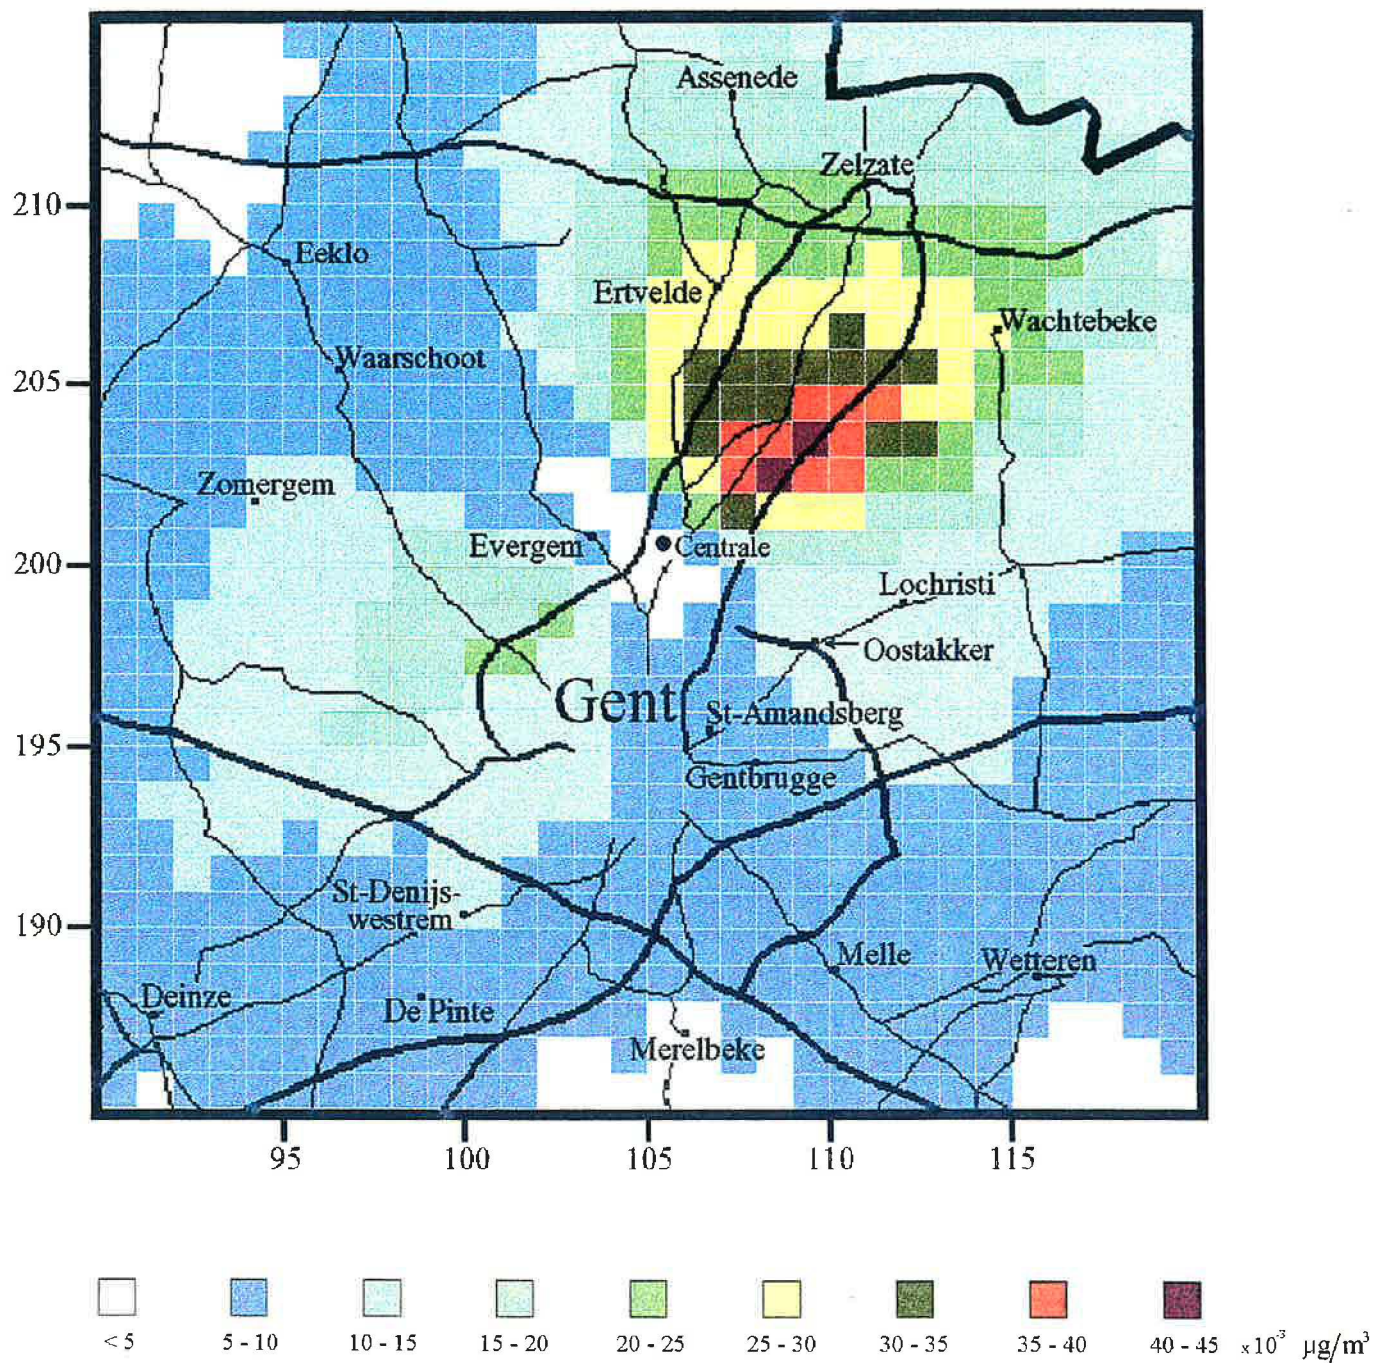 Assenede
Zelzate
210
Eeklo
Ertvelde
Wachtebeke
Waarschoot
205
Zomergem
Evergem
Centrale
200
Lochristi
Oostakker
Gent
St-Amandsberg
195
Gentbrugge
St-Denijs-
westrem
190
Melle
Wetteren
Deinze
De Pinte
Merelbeke
95 100 105 110 115
< 5 5 - 10 10 - 15 15 - 20 20 - 25 25 - 30 30 - 35 35 - 40 40 - 45 x 10⁻³ µg/m³